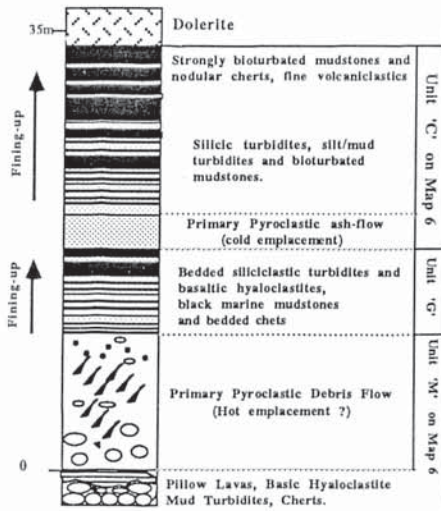 35m
Dolerite
Strongly bioturbated mudstones and
nodular cherts, fine volcaniclastics
Fining-up
Silicic turbidites, silt/mud
turbidites and bioturbated
mudstones.
Unit 'C' on Map 6
Primary Pyroclastic ash-flow
(cold emplacement)
Fining-up
Bedded siliciclastic turbidites and
basaltic hyaloclastites,
black marine mudstones
and bedded chets
Unit 'G'
Primary Pyroclastic Debris Flow
(Hot emplacement ?)
Unit 'M' on Map 6
0
Pillow Lavas, Basic Hyaloclastite
Mud Turbidites, Cherts.